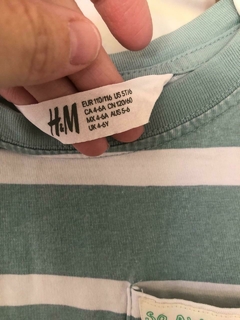 H&M
EUR 110/116 US 5T/6
CA 4-6A CN 120/60
MX 4-6A AUS 5-6
UK 4-6Y